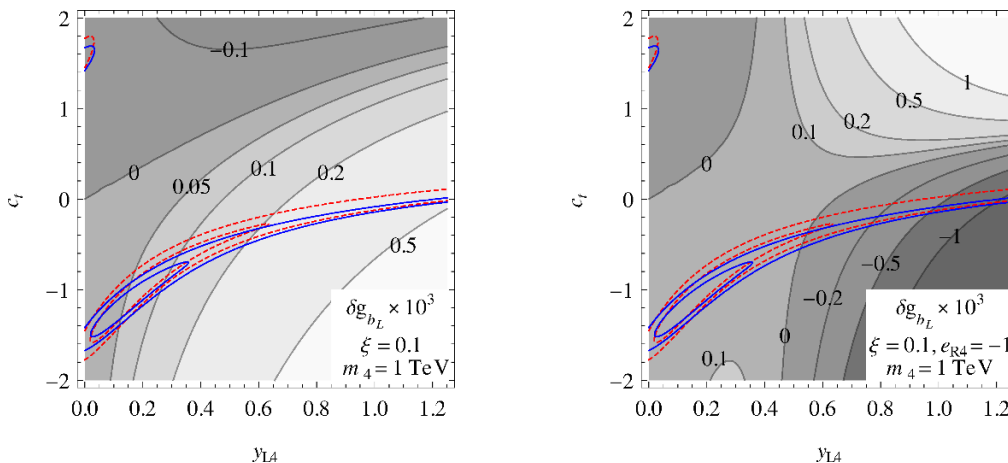 2
1
0
−1
−2
c_t
−0.1
0
0.05
0.1
0.2
0.5
δg_{b_L} × 10^3
ξ = 0.1
m_4 = 1 TeV
0.0 0.2 0.4 0.6 0.8 1.0 1.2
y_{L4}
2
1
0
−1
−2
c_t
1
0.5
0.2
0.1
0
−1
−0.5
−0.2
0
0.1
δg_{b_L} × 10^3
ξ = 0.1, e_{R4} = −1
m_4 = 1 TeV
0.0 0.2 0.4 0.6 0.8 1.0 1.2
y_{L4}